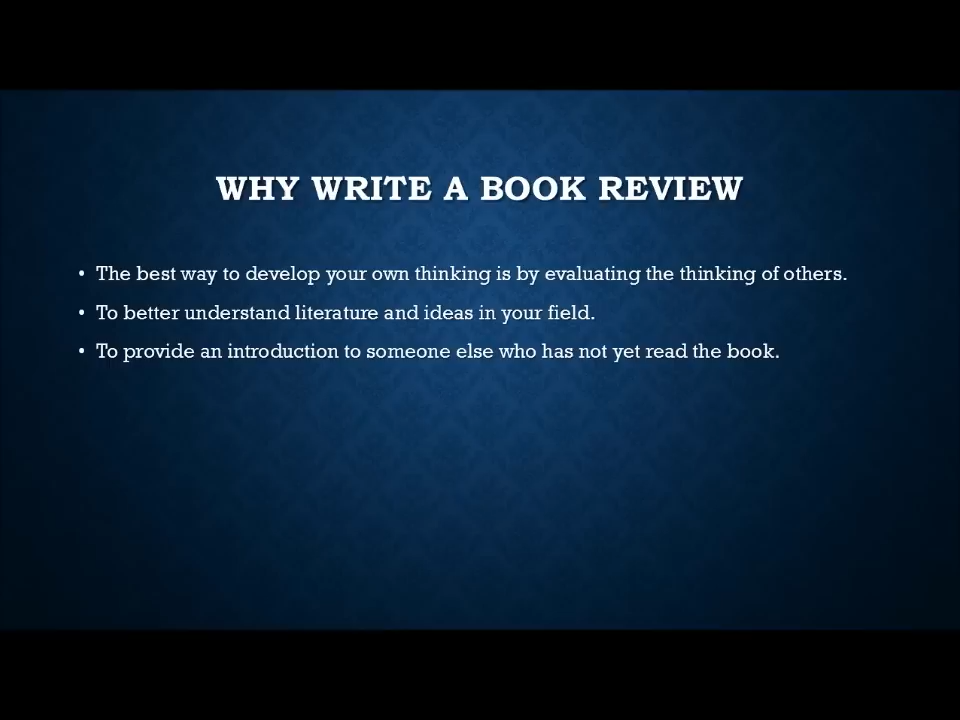 WHY WRITE A BOOK REVIEW
• The best way to develop your own thinking is by evaluating the thinking of others.
• To better understand literature and ideas in your field.
• To provide an introduction to someone else who has not yet read the book.